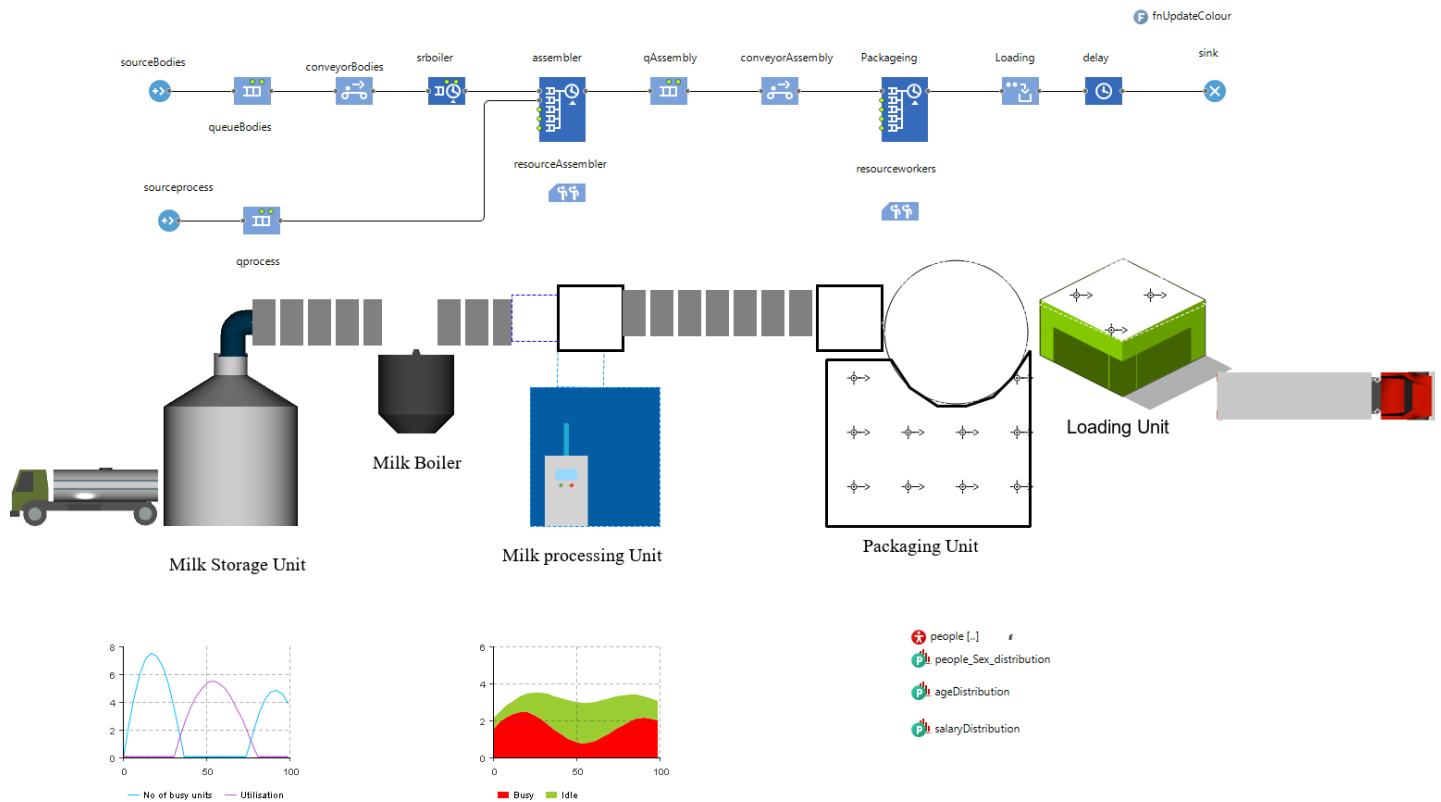 fnUpdateColour
sourceBodies
conveyorBodies
srboiler
assembler
qAssembly
conveyorAssembly
Packageing
Loading
delay
sink
queueBodies
resourceAssembler
resourceworkers
sourceprocess
qprocess
Loading Unit
Milk Boiler
Milk Storage Unit
Milk processing Unit
Packaging Unit
8
6
4
2
0
0
50
100
No of busy units
Utilisation
6
4
2
0
0
50
100
Busy
Idle
people [..]
people_Sex_distribution
ageDistribution
salaryDistribution